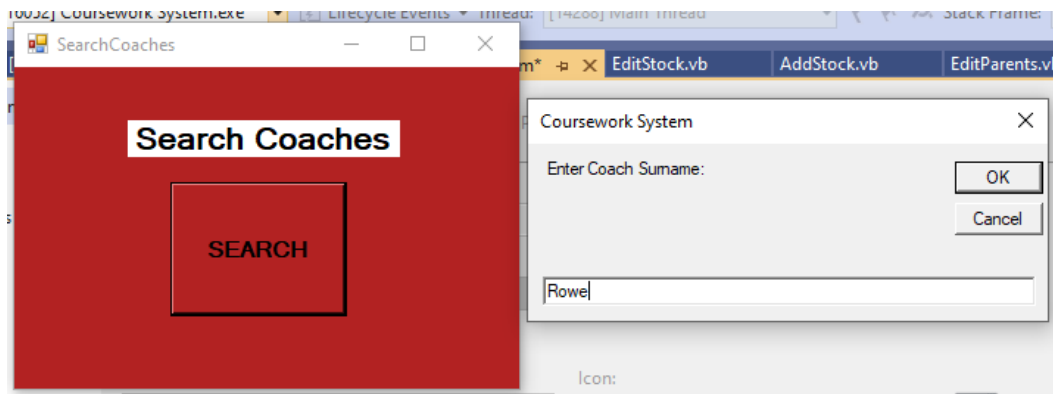 Coursework System.exe Lifecycle Events Thread: [14288] Main Thread Stack Frame:
SearchCoaches
EditStock.vb AddStock.vb EditParents.v
Search Coaches
SEARCH
Coursework System
Enter Coach Surname:
OK
Cancel
Rowe
Icon: